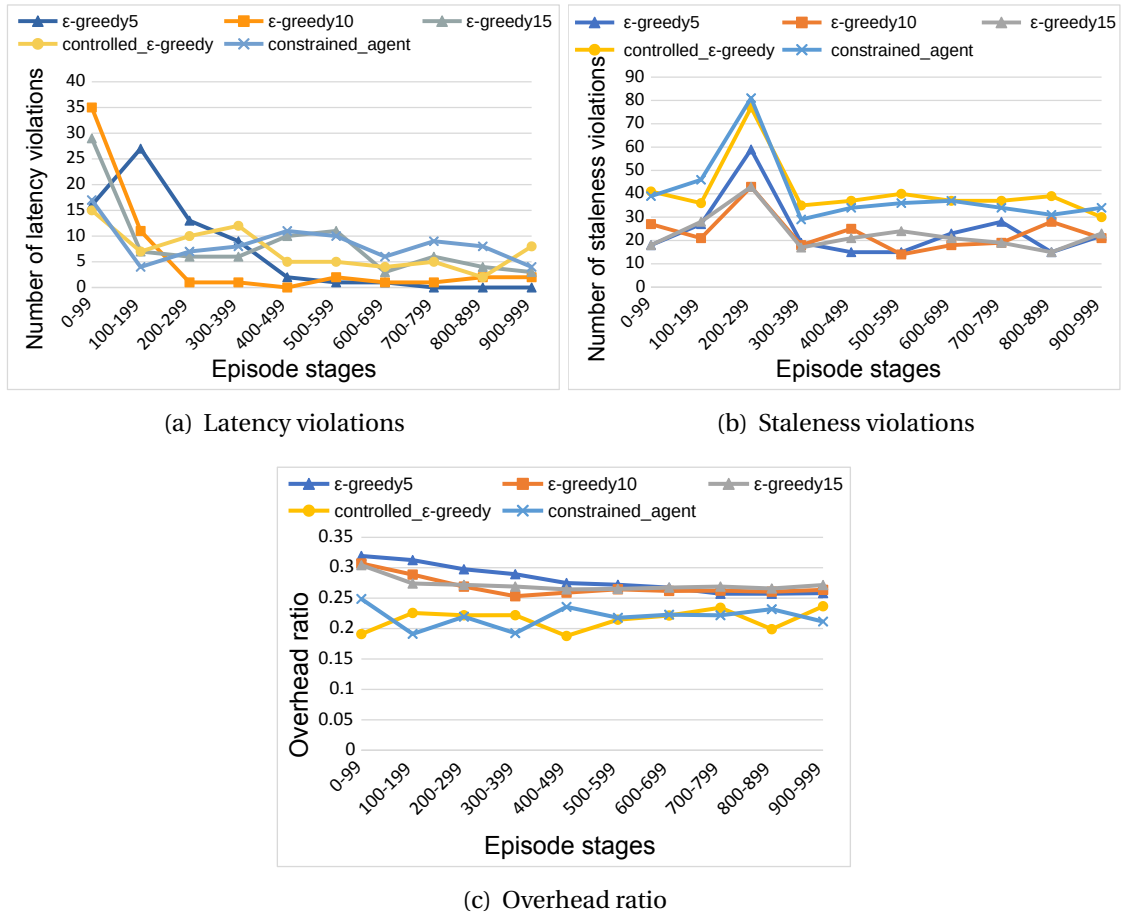 ε-greedy5 ε-greedy10 ε-greedy15
controlled_ε-greedy constrained_agent
Number of latency violations
40
35
30
25
20
15
10
5
0
0-99 100-199 200-299 300-399 400-499 500-599 600-699 700-799 800-899 900-999
Episode stages
(a) Latency violations
ε-greedy5 ε-greedy10 ε-greedy15
controlled_ε-greedy constrained_agent
Number of staleness violations
90
80
70
60
50
40
30
20
10
0
0-99 100-199 200-299 300-399 400-499 500-599 600-699 700-799 800-899 900-999
Episode stages
(b) Staleness violations
ε-greedy5 ε-greedy10 ε-greedy15
controlled_ε-greedy constrained_agent
Overhead ratio
0.35
0.3
0.25
0.2
0.15
0.1
0.05
0
0-99 100-199 200-299 300-399 400-499 500-599 600-699 700-799 800-899 900-999
Episode stages
(c) Overhead ratio